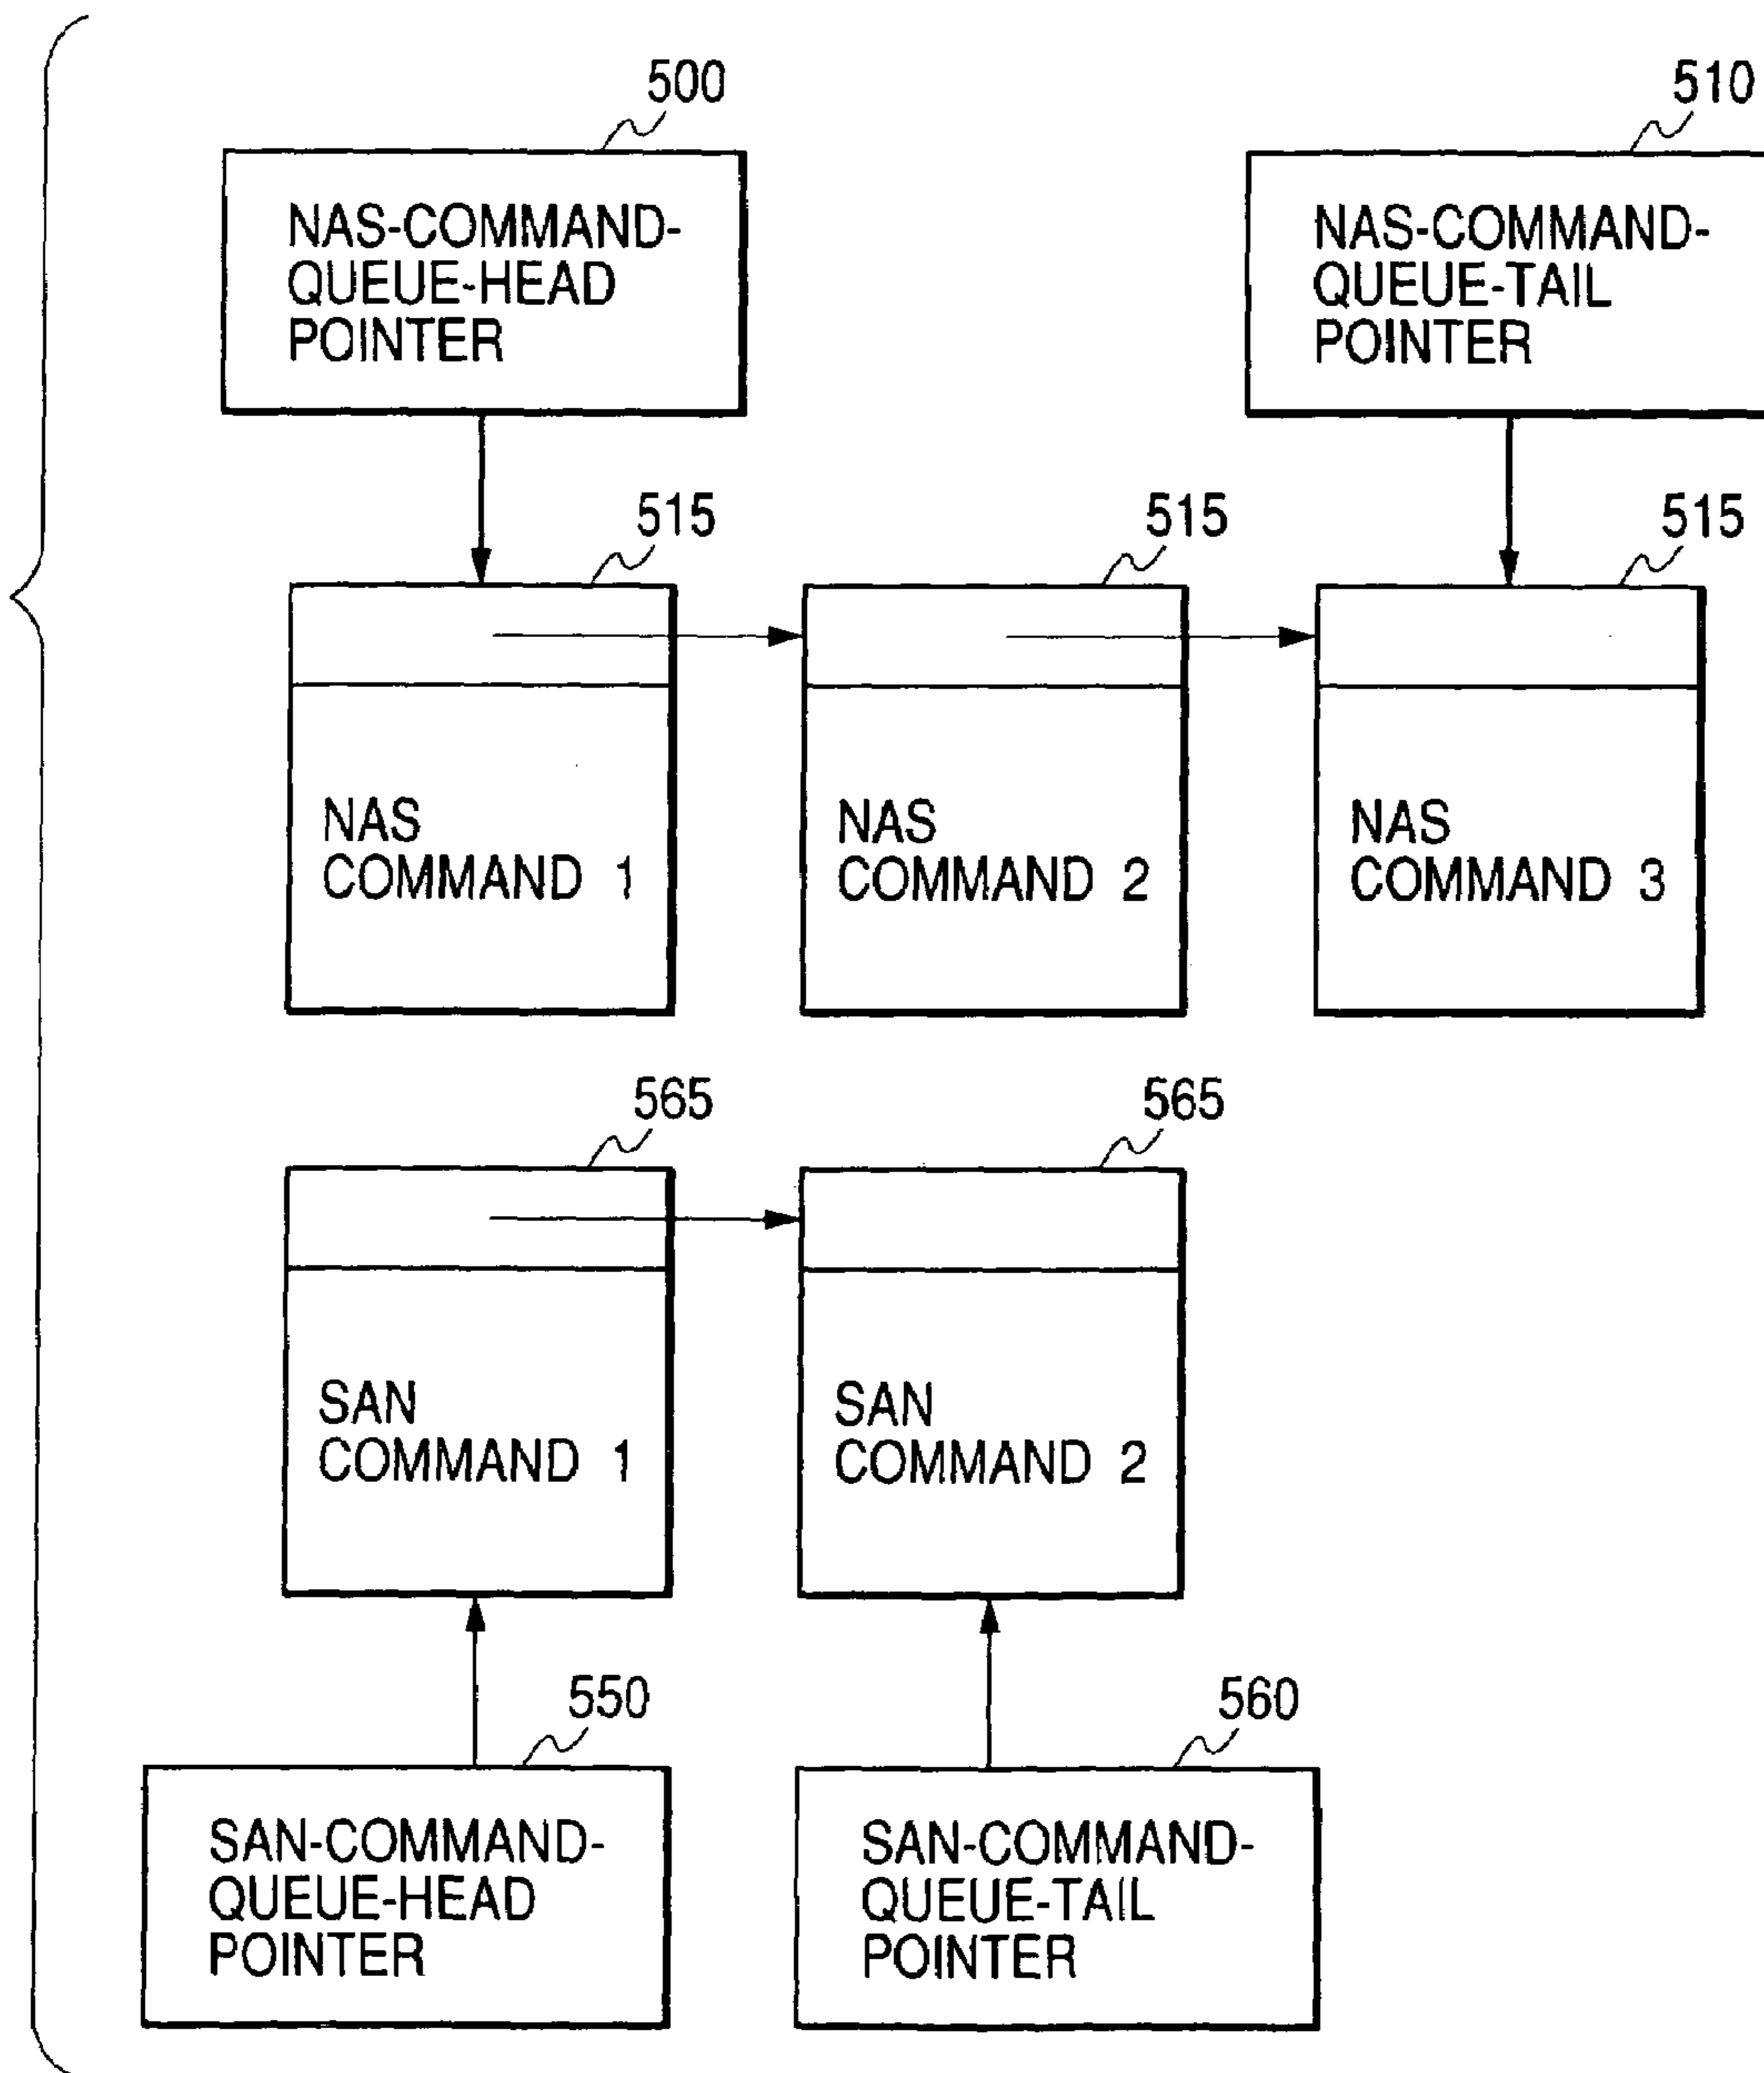 500
510
NAS-COMMAND-
QUEUE-HEAD
POINTER
NAS-COMMAND-
QUEUE-TAIL
POINTER
515
515
515
NAS
COMMAND 1
NAS
COMMAND 2
NAS
COMMAND 3
565
565
SAN
COMMAND 1
SAN
COMMAND 2
550
560
SAN-COMMAND-
QUEUE-HEAD
POINTER
SAN-COMMAND-
QUEUE-TAIL
POINTER